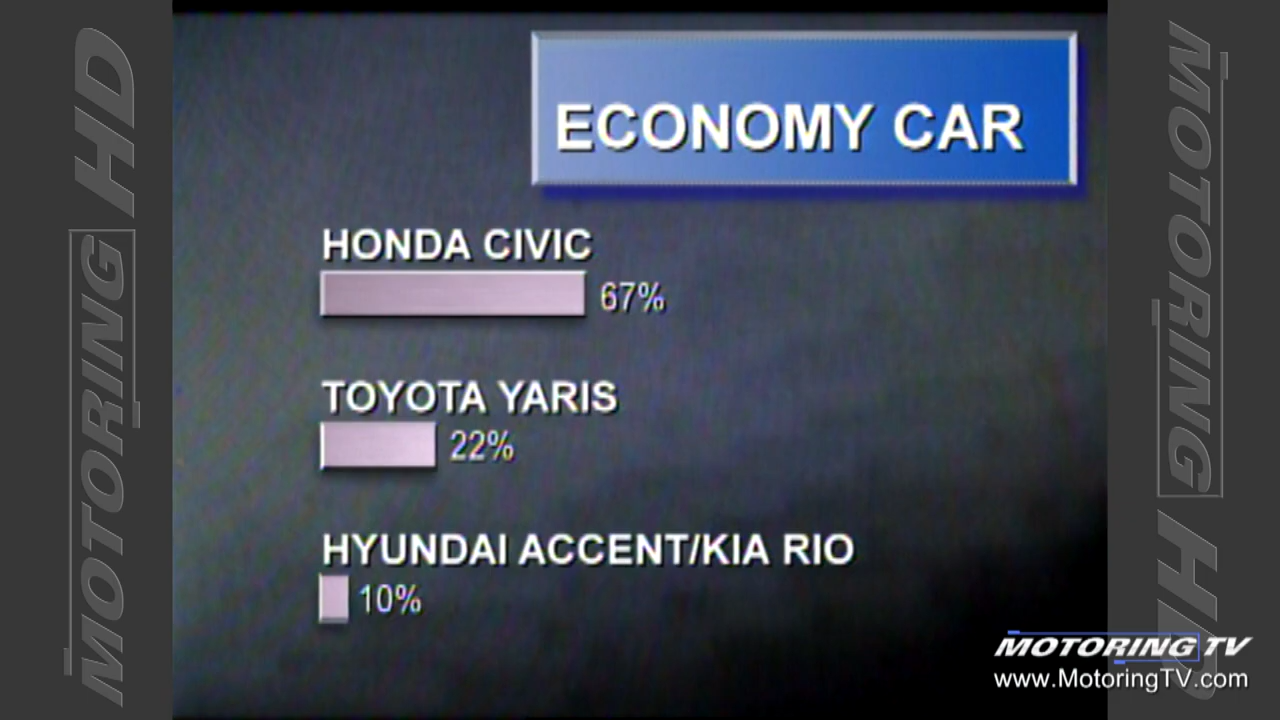 ECONOMY CAR
HONDA CIVIC
67%
TOYOTA YARIS
22%
HYUNDAI ACCENT/KIA RIO
10%
MOTORING HD
MOTORING HD
MOTORING TV
www.MotoringTV.com